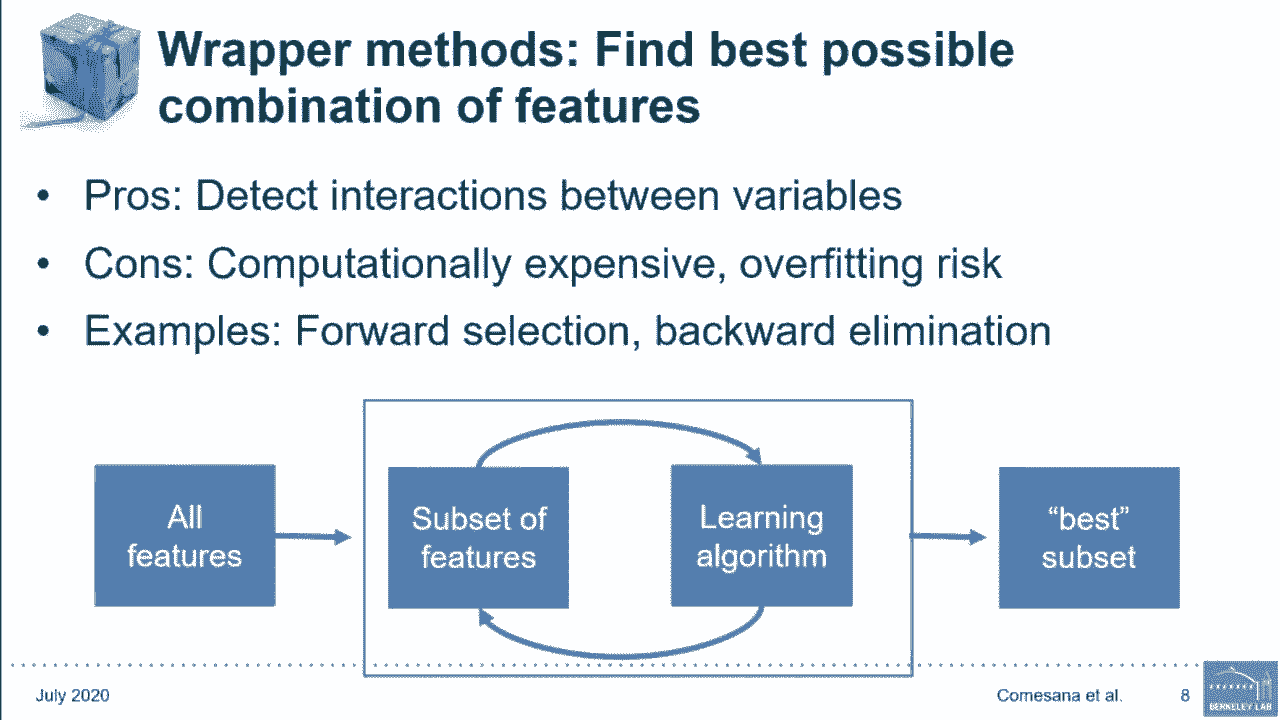 Wrapper methods: Find best possible
combination of features
• Pros: Detect interactions between variables
• Cons: Computationally expensive, overfitting risk
• Examples: Forward selection, backward elimination
All
features
Subset of
features
Learning
algorithm
“best”
subset
July 2020
Comesana et al.
8
BERKELEY LAB